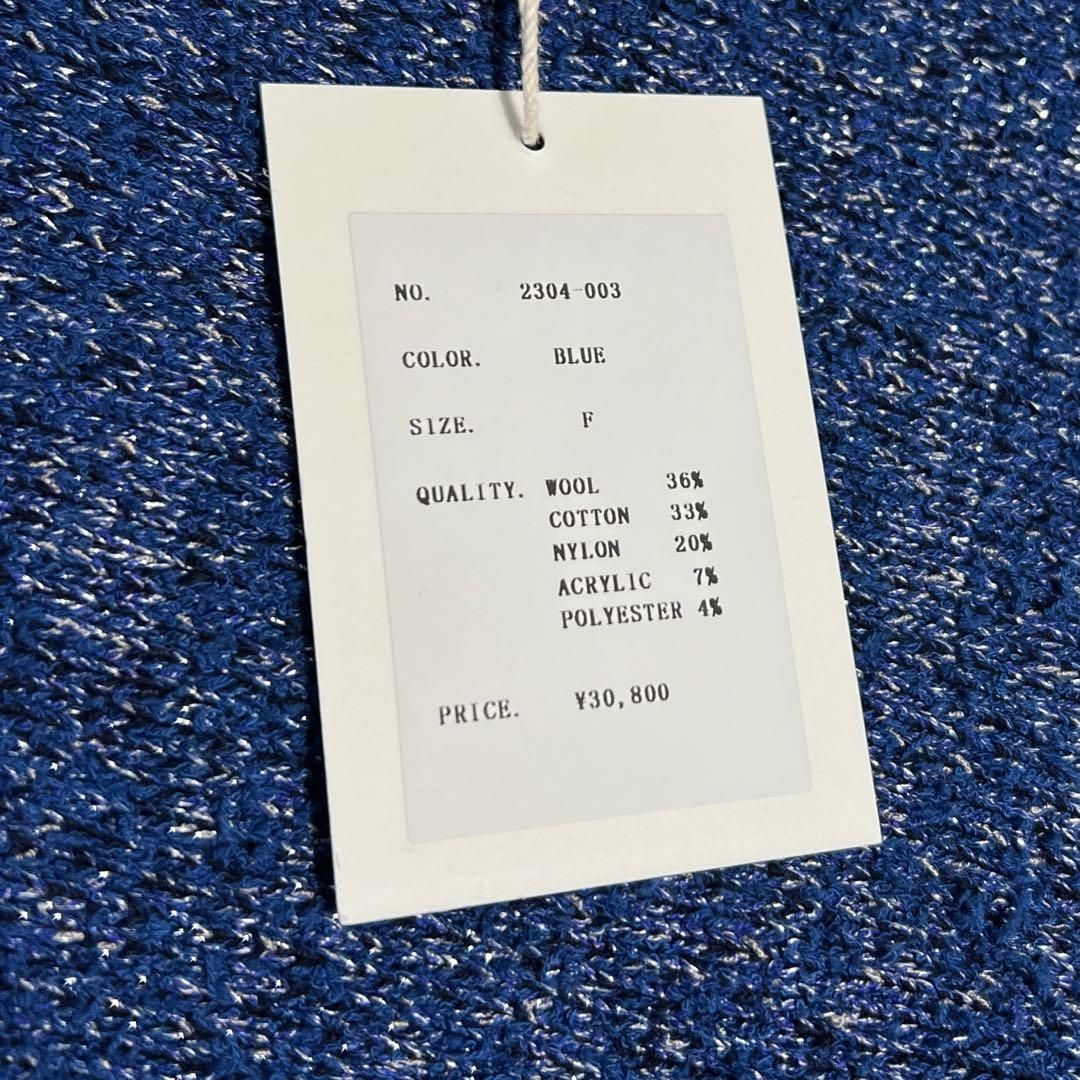 NO. 2304-003
COLOR. BLUE
SIZE. F
QUALITY. WOOL 36%
COTTON 33%
NYLON 20%
ACRYLIC 7%
POLYESTER 4%
PRICE. ¥30,800